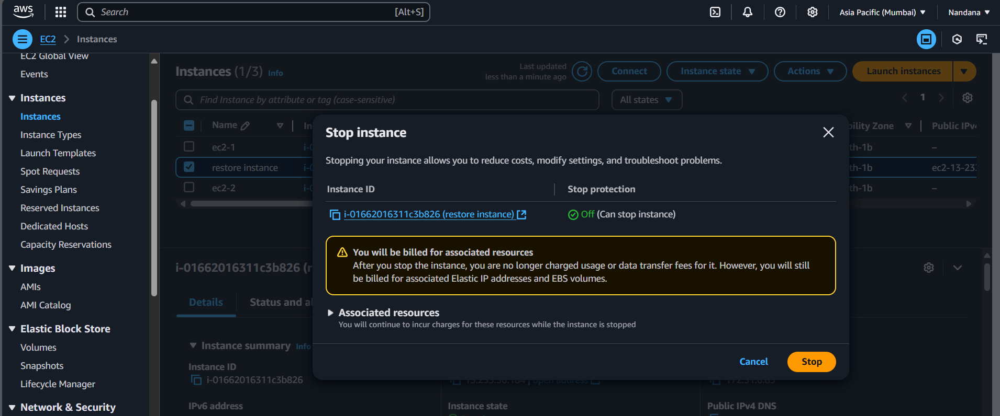 aws
Search
[Alt+S]
Asia Pacific (Mumbai)
Nandana
EC2
Instances
EC2 Global View
Events
Instances
Instances
Instance Types
Launch Templates
Spot Requests
Savings Plans
Reserved Instances
Dedicated Hosts
Capacity Reservations
Images
AMIs
AMI Catalog
Elastic Block Store
Volumes
Snapshots
Lifecycle Manager
Network & Security
Instances (1/3) Info
Last updated
less than a minute ago
Connect
Instance state
Actions
Launch instances
Find Instance by attribute or tag (case-sensitive)
All states
1
Name
In
bility Zone
Public IPv4
ec2-1
i-0
th-1b
–
restore instance
i-0
th-1b
ec2-13-233
ec2-2
i-0
th-1b
–
Stop instance
Stopping your instance allows you to reduce costs, modify settings, and troubleshoot problems.
Instance ID
Stop protection
i-01662016311c3b826 (restore instance)
Off (Can stop instance)
You will be billed for associated resources
After you stop the instance, you are no longer charged usage or data transfer fees for it. However, you will still
be billed for associated Elastic IP addresses and EBS volumes.
Associated resources
You will continue to incur charges for these resources while the instance is stopped
Cancel
Stop
i-01662016311c3b826 (r
Details
Status and al
Instance summary Info
Instance ID
i-01662016311c3b826
open address
IPv6 address
Instance state
Public IPv4 DNS